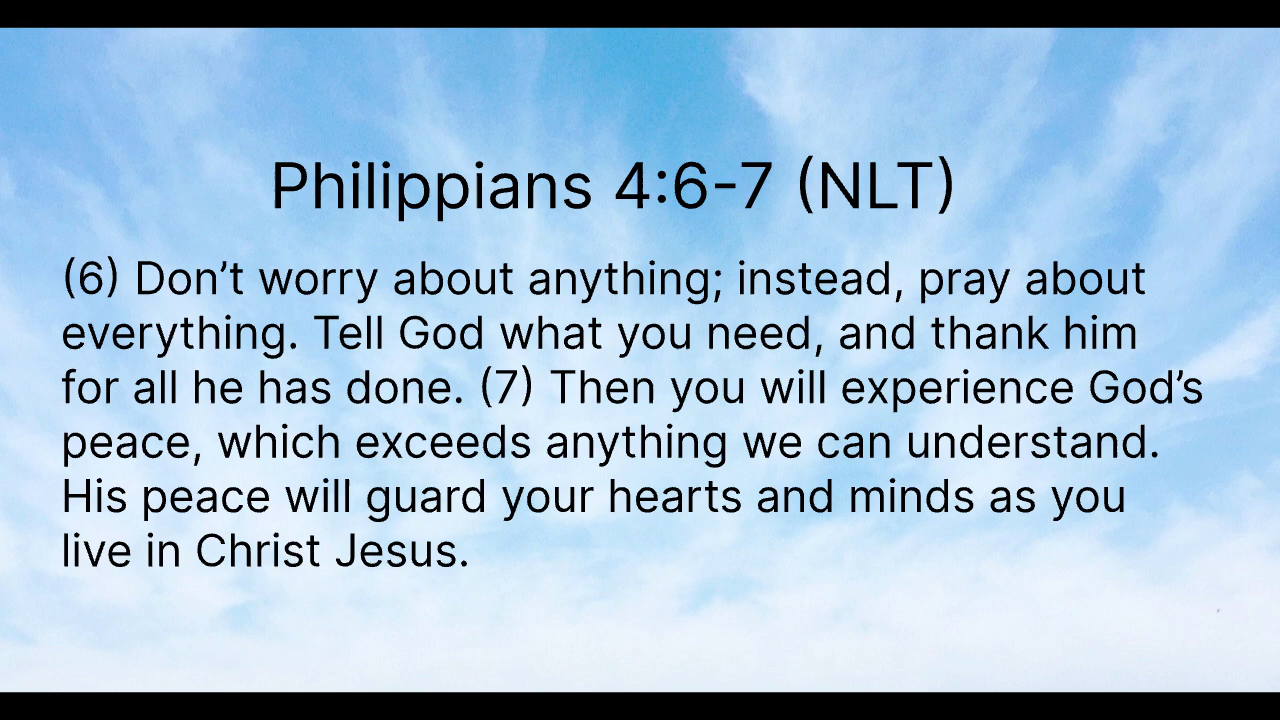 Philippians 4:6-7 (NLT)
(6) Don’t worry about anything; instead, pray about
everything. Tell God what you need, and thank him
for all he has done. (7) Then you will experience God’s
peace, which exceeds anything we can understand.
His peace will guard your hearts and minds as you
live in Christ Jesus.